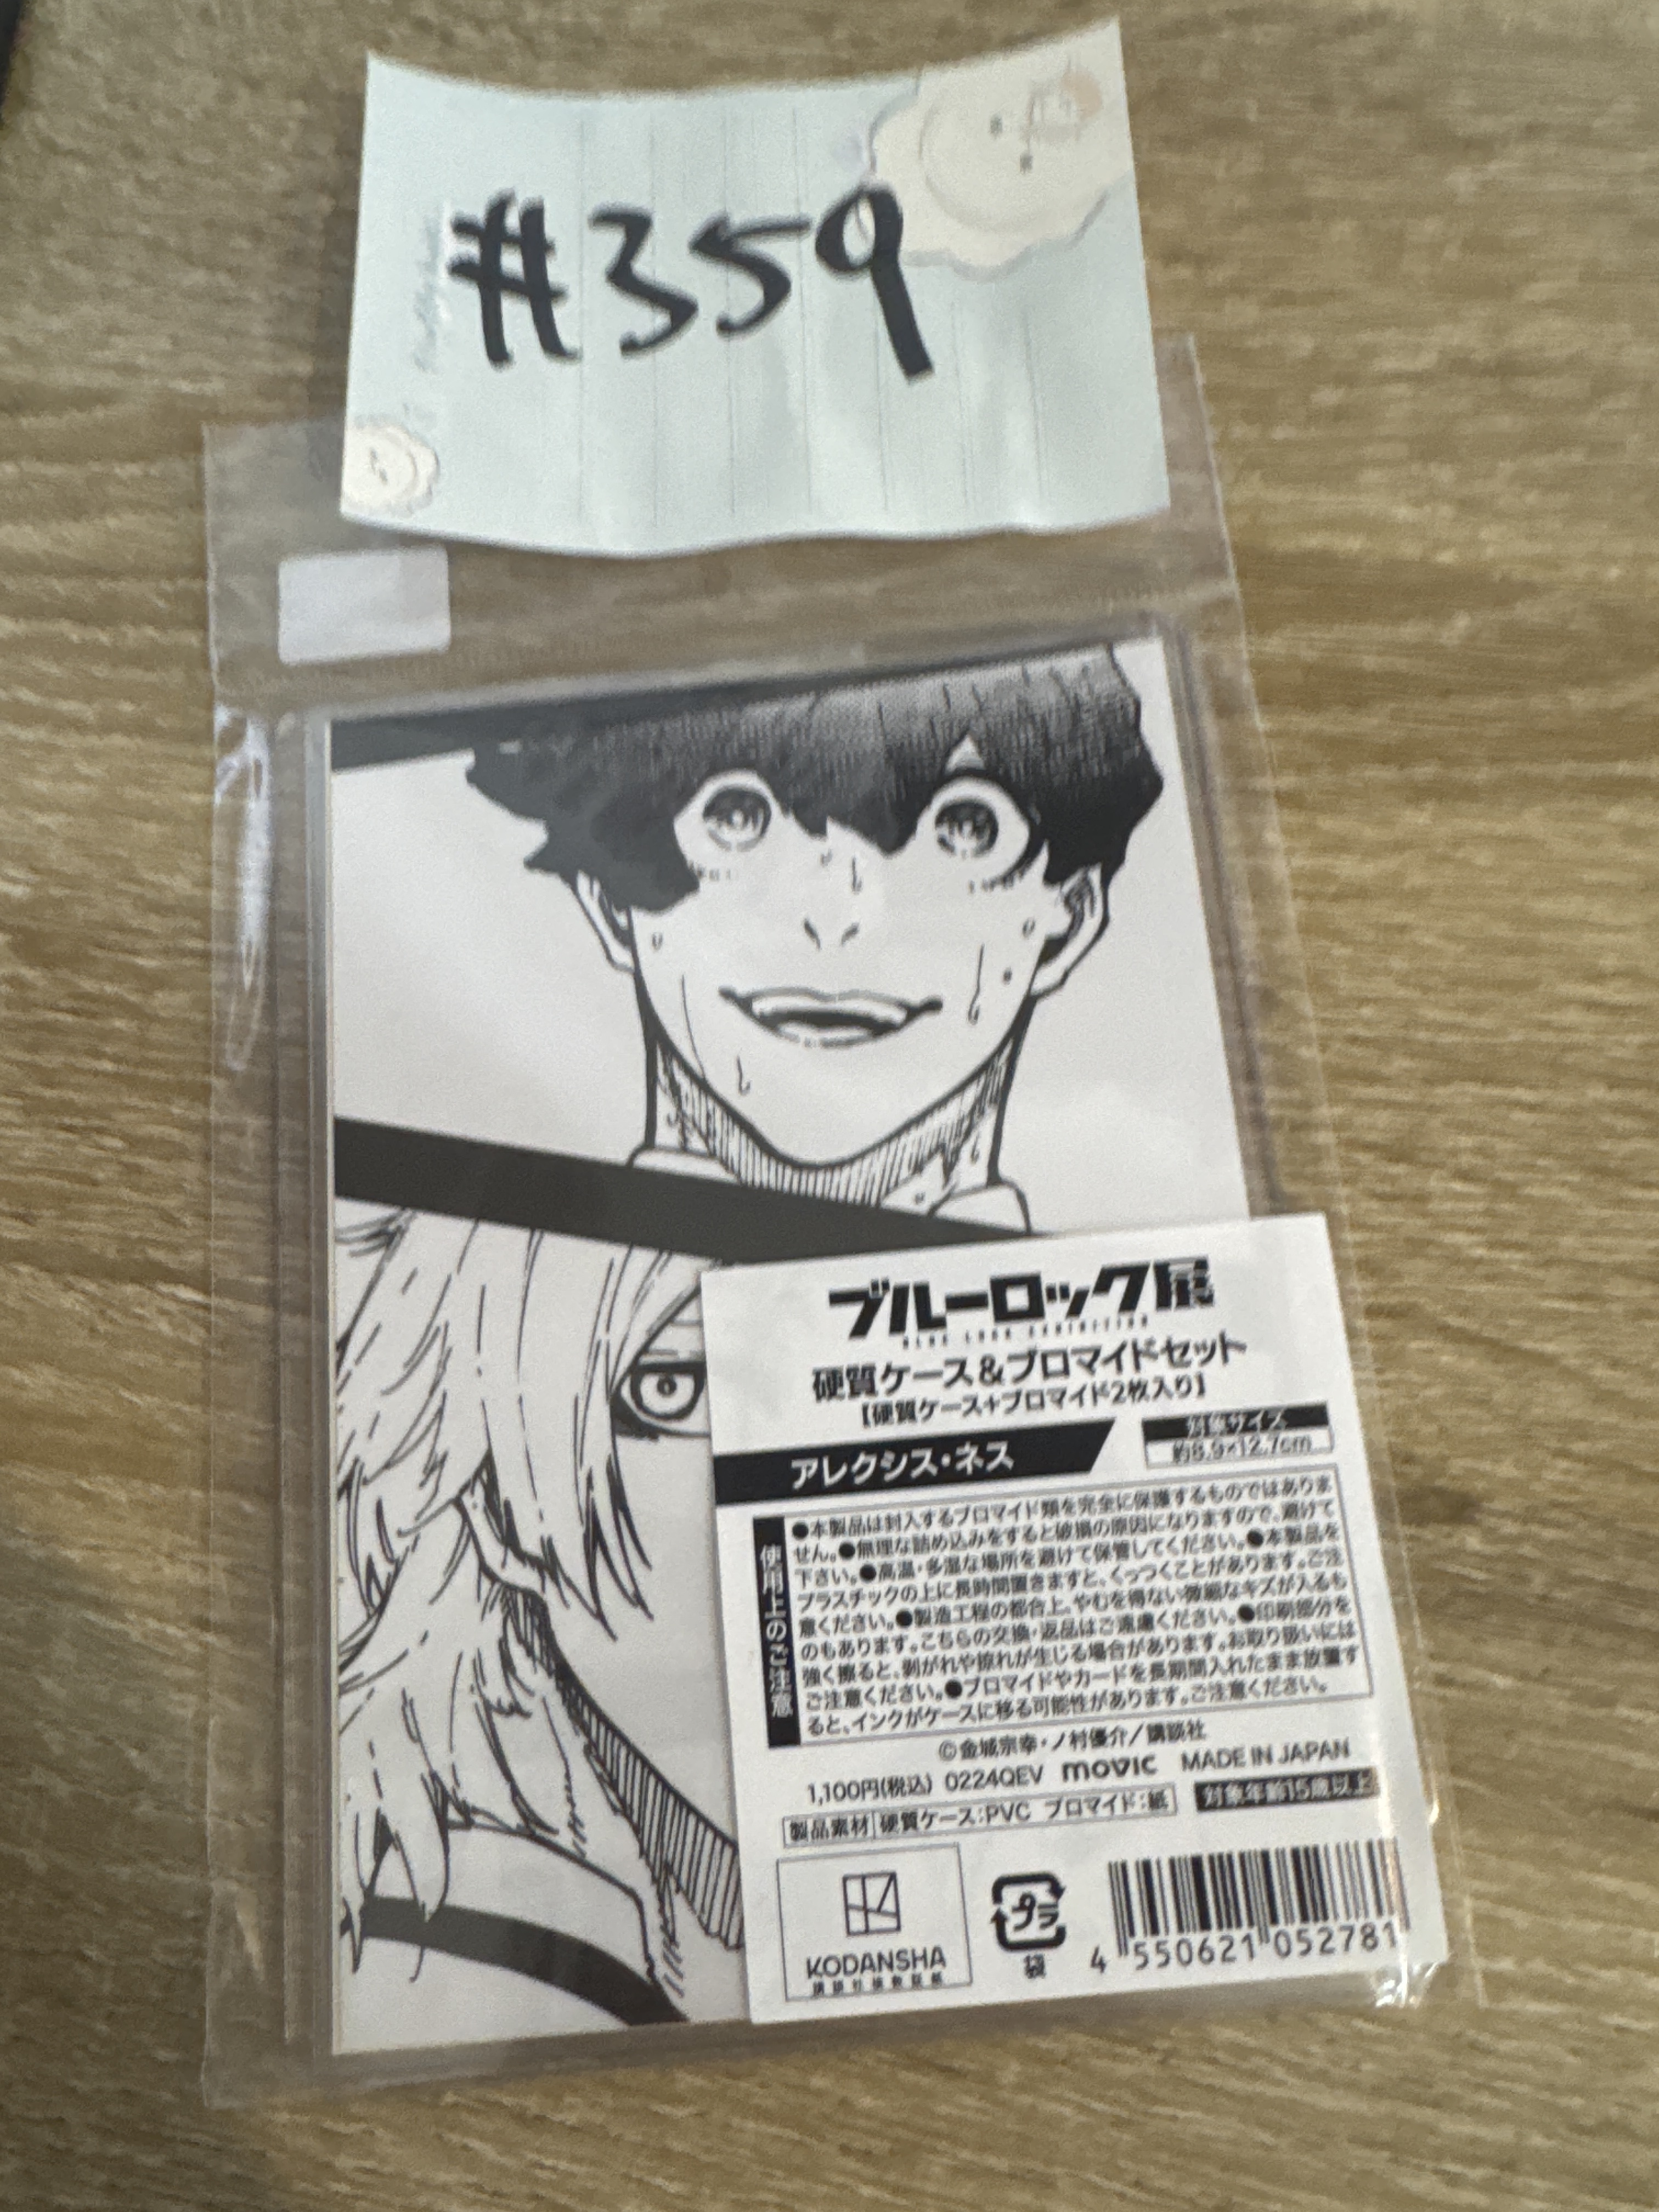 #359
ブルーロック展
BLUE LOCK EXHIBITION
硬質ケース&ブロマイドセット
【硬質ケース+ブロマイド2枚入り】
アレクシス・ネス
対象サイズ
約8.9×12.7cm
使用上のご注意
●本製品は封入するブロマイド類を完全に保護するものではありま
せん。●無理な詰め込みをすると破損の原因になりますので、避けて
下さい。●高温・多湿な場所を避けて保管してください。●本製品を
プラスチックの上に長時間置きますと、くっつくことがあります。ご注
意ください。●製造工程の都合上、やむを得ない微細なキズが入るも
のもあります。こちらの交換・返品はご遠慮ください。●印刷部分を
強く擦ると、剥がれや掠れが生じる場合があります。お取り扱いには
ご注意ください。●ブロマイドやカードを長期間入れたまま放置す
ると、インクがケースに移る可能性があります。ご注意ください。
©金城宗幸・ノ村優介/講談社
1,100円(税込) 0224QEV movic MADE IN JAPAN
製品素材 硬質ケース:PVC ブロマイド:紙 対象年齢15歳以上
KODANSHA
講談社検数証紙
プラ
袋
4 550621 052781